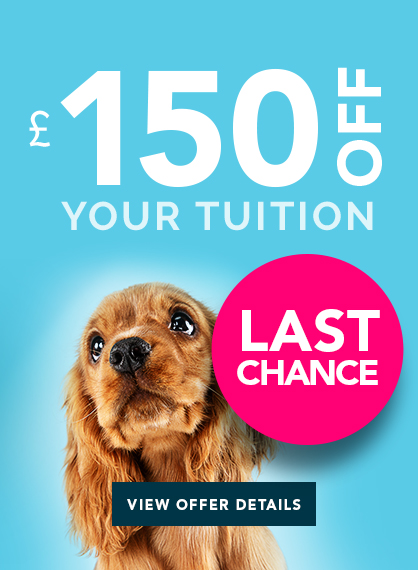 £150 OFF
YOUR TUITION
LAST
CHANCE
VIEW OFFER DETAILS